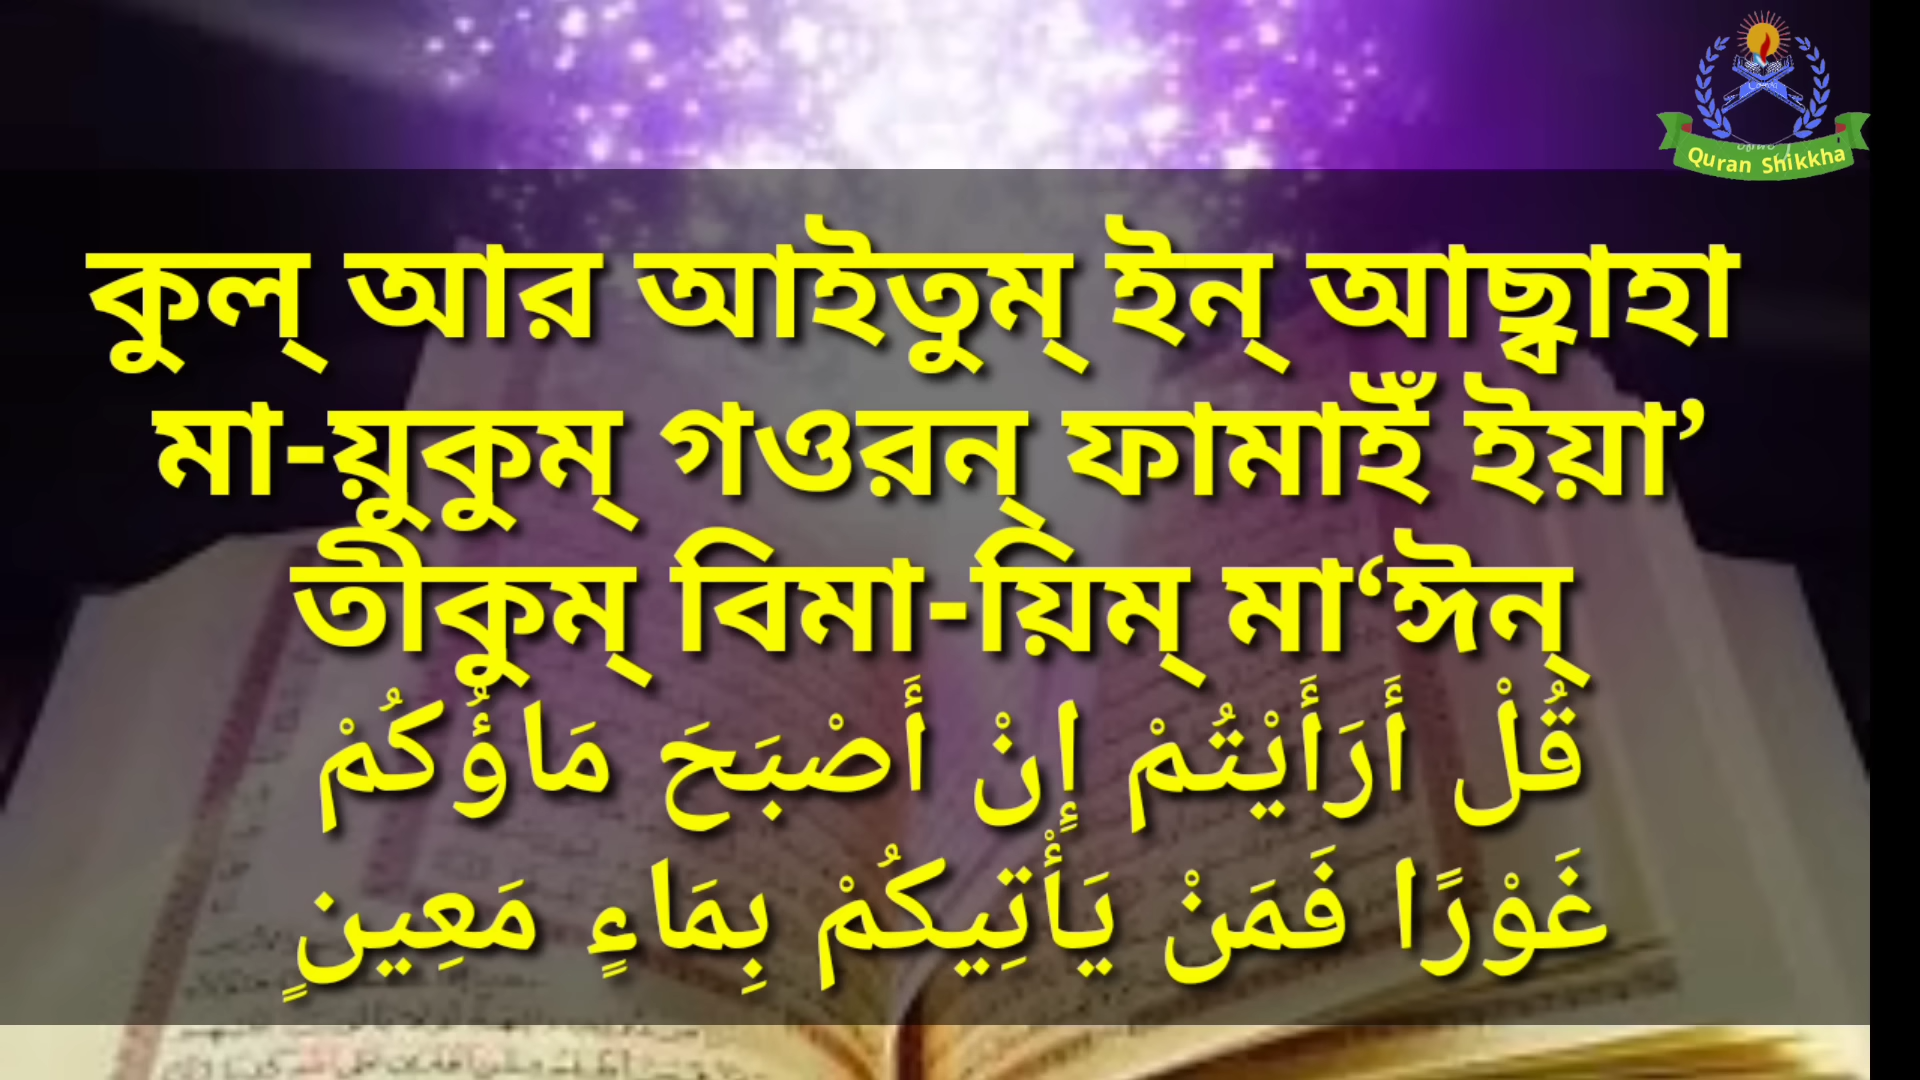 Quran Shikkha
কুল্ আর আইতুম্ ইন্ আছ্বাহা
মা-য়ুকুম্ গওরন্ ফামাইঁ ইয়া’
তীকুম্ বিমা-য়িম্ মা‘ঈন্
قُلْ أَرَأَيْتُمْ إِنْ أَصْبَحَ مَاؤُكُمْ
غَوْرًا فَمَنْ يَأْتِيكُمْ بِمَاءٍ مَعِينٍ